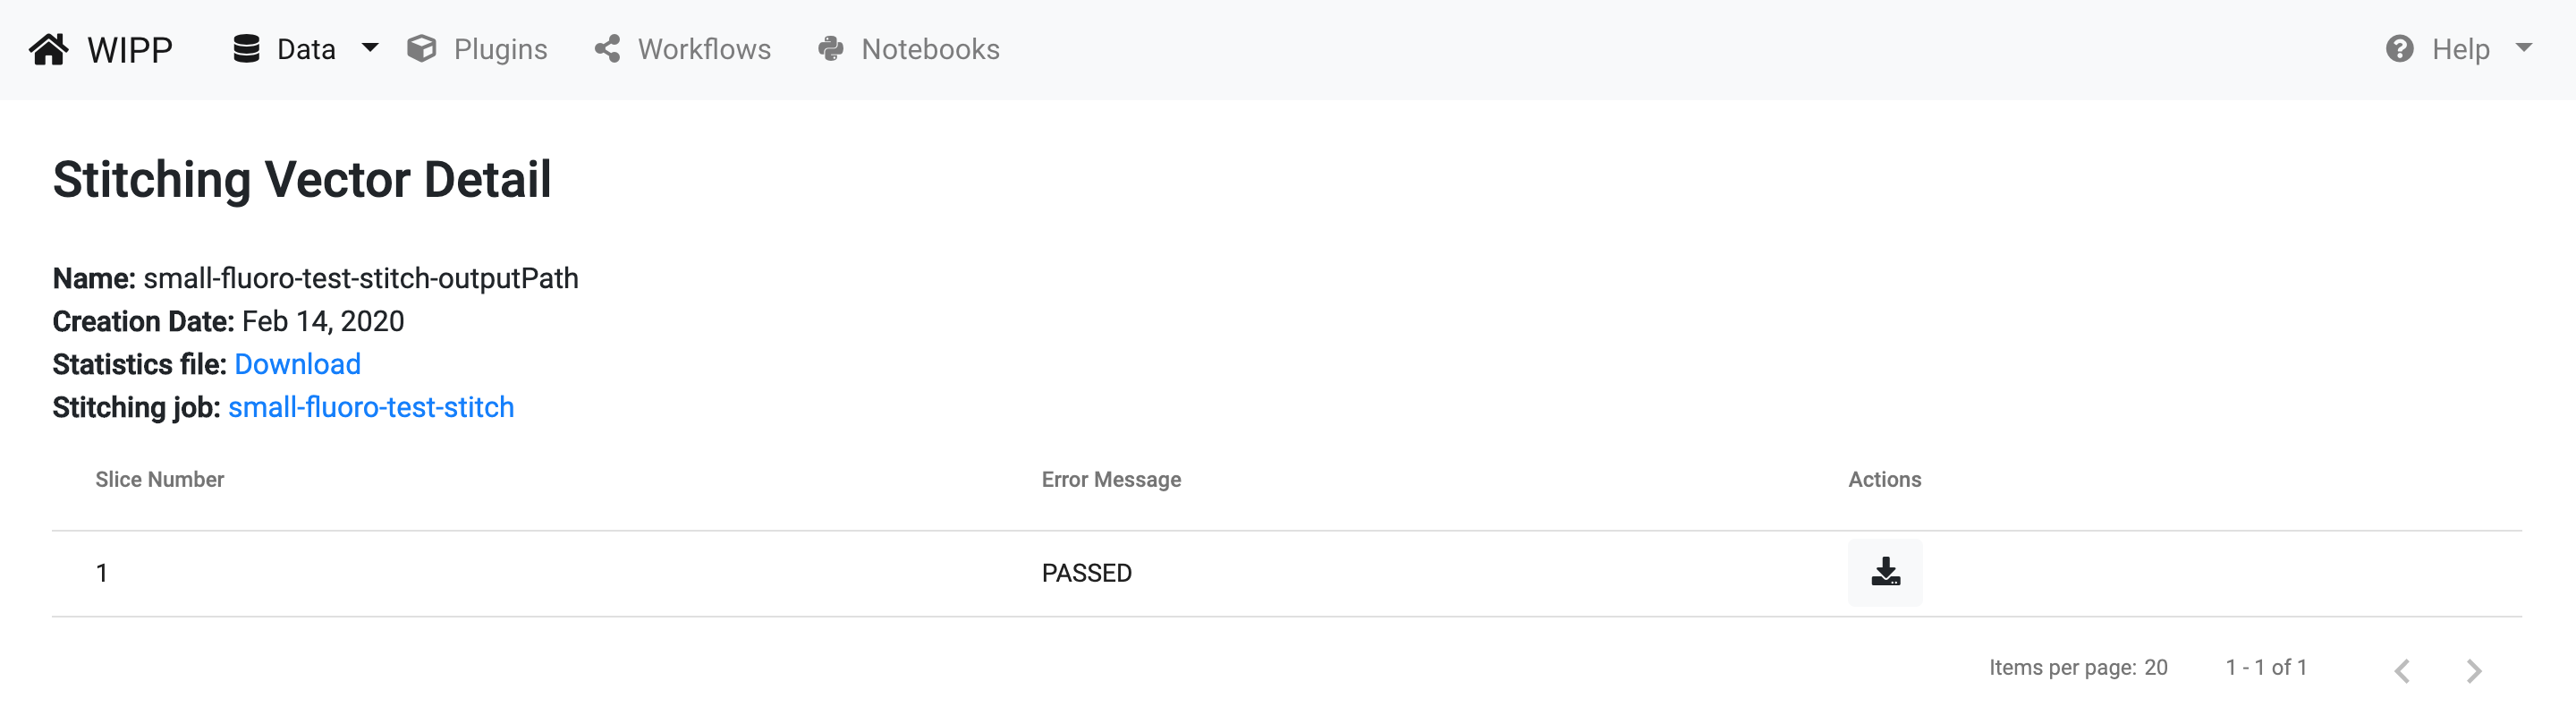 WIPP Data Plugins Workflows Notebooks Help
Stitching Vector Detail
Name: small-fluoro-test-stitch-outputPath
Creation Date: Feb 14, 2020
Statistics file: Download
Stitching job: small-fluoro-test-stitch
Slice Number Error Message Actions
1 PASSED
Items per page: 20 1 - 1 of 1